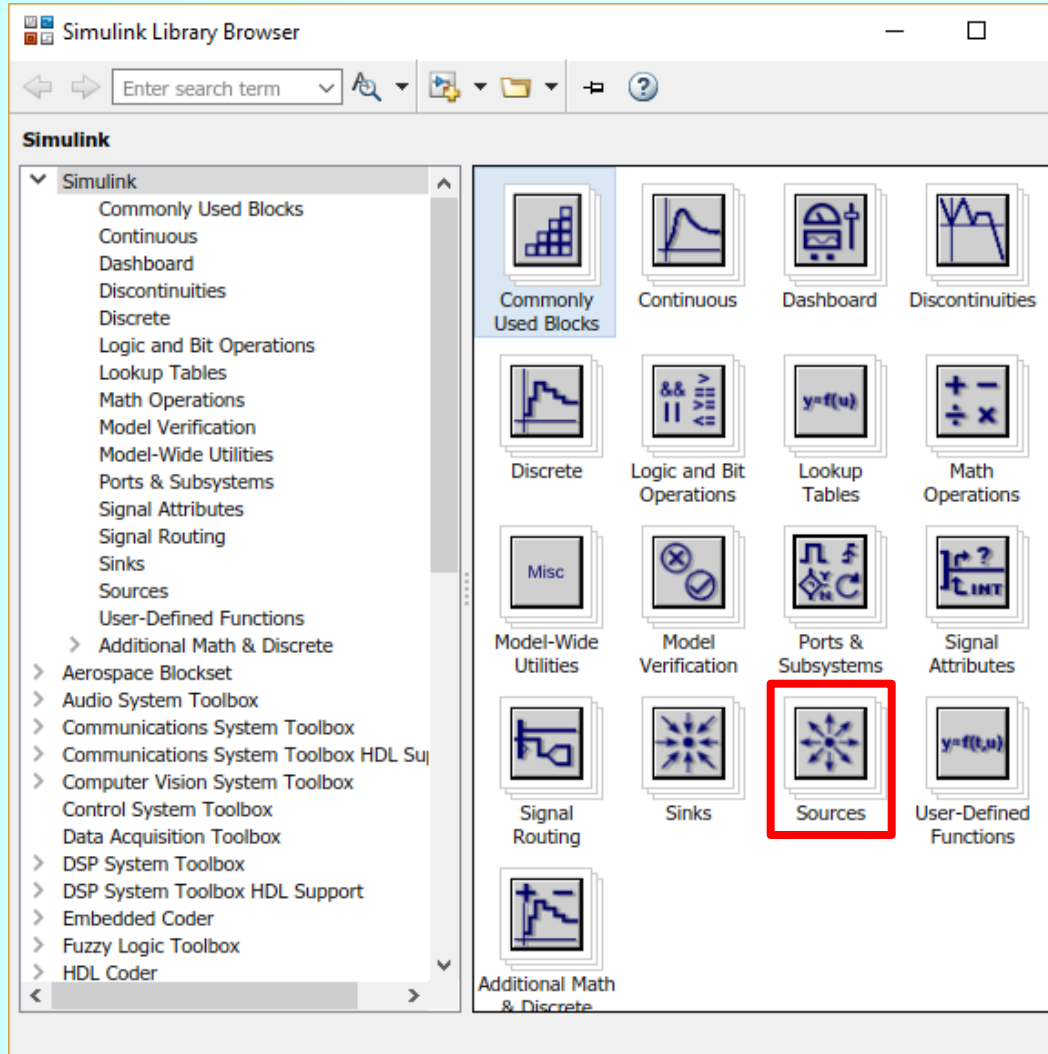 Simulink Library Browser
Enter search term
Simulink
Simulink
Commonly Used Blocks
Continuous
Dashboard
Discontinuities
Discrete
Logic and Bit Operations
Lookup Tables
Math Operations
Model Verification
Model-Wide Utilities
Ports & Subsystems
Signal Attributes
Signal Routing
Sinks
Sources
User-Defined Functions
Additional Math & Discrete
Aerospace Blockset
Audio System Toolbox
Communications System Toolbox
Communications System Toolbox HDL Su
Computer Vision System Toolbox
Control System Toolbox
Data Acquisition Toolbox
DSP System Toolbox
DSP System Toolbox HDL Support
Embedded Coder
Fuzzy Logic Toolbox
HDL Coder
Commonly
Used Blocks
Continuous
Dashboard
Discontinuities
&& >
==
|| >=
<=
y=f(u)
+ −
÷ ×
Discrete
Logic and Bit
Operations
Lookup
Tables
Math
Operations
Misc
Y
N
?
INT
Model-Wide
Utilities
Model
Verification
Ports &
Subsystems
Signal
Attributes
y=f(t,u)
Signal
Routing
Sinks
Sources
User-Defined
Functions
+ −
Additional Math
& Discrete